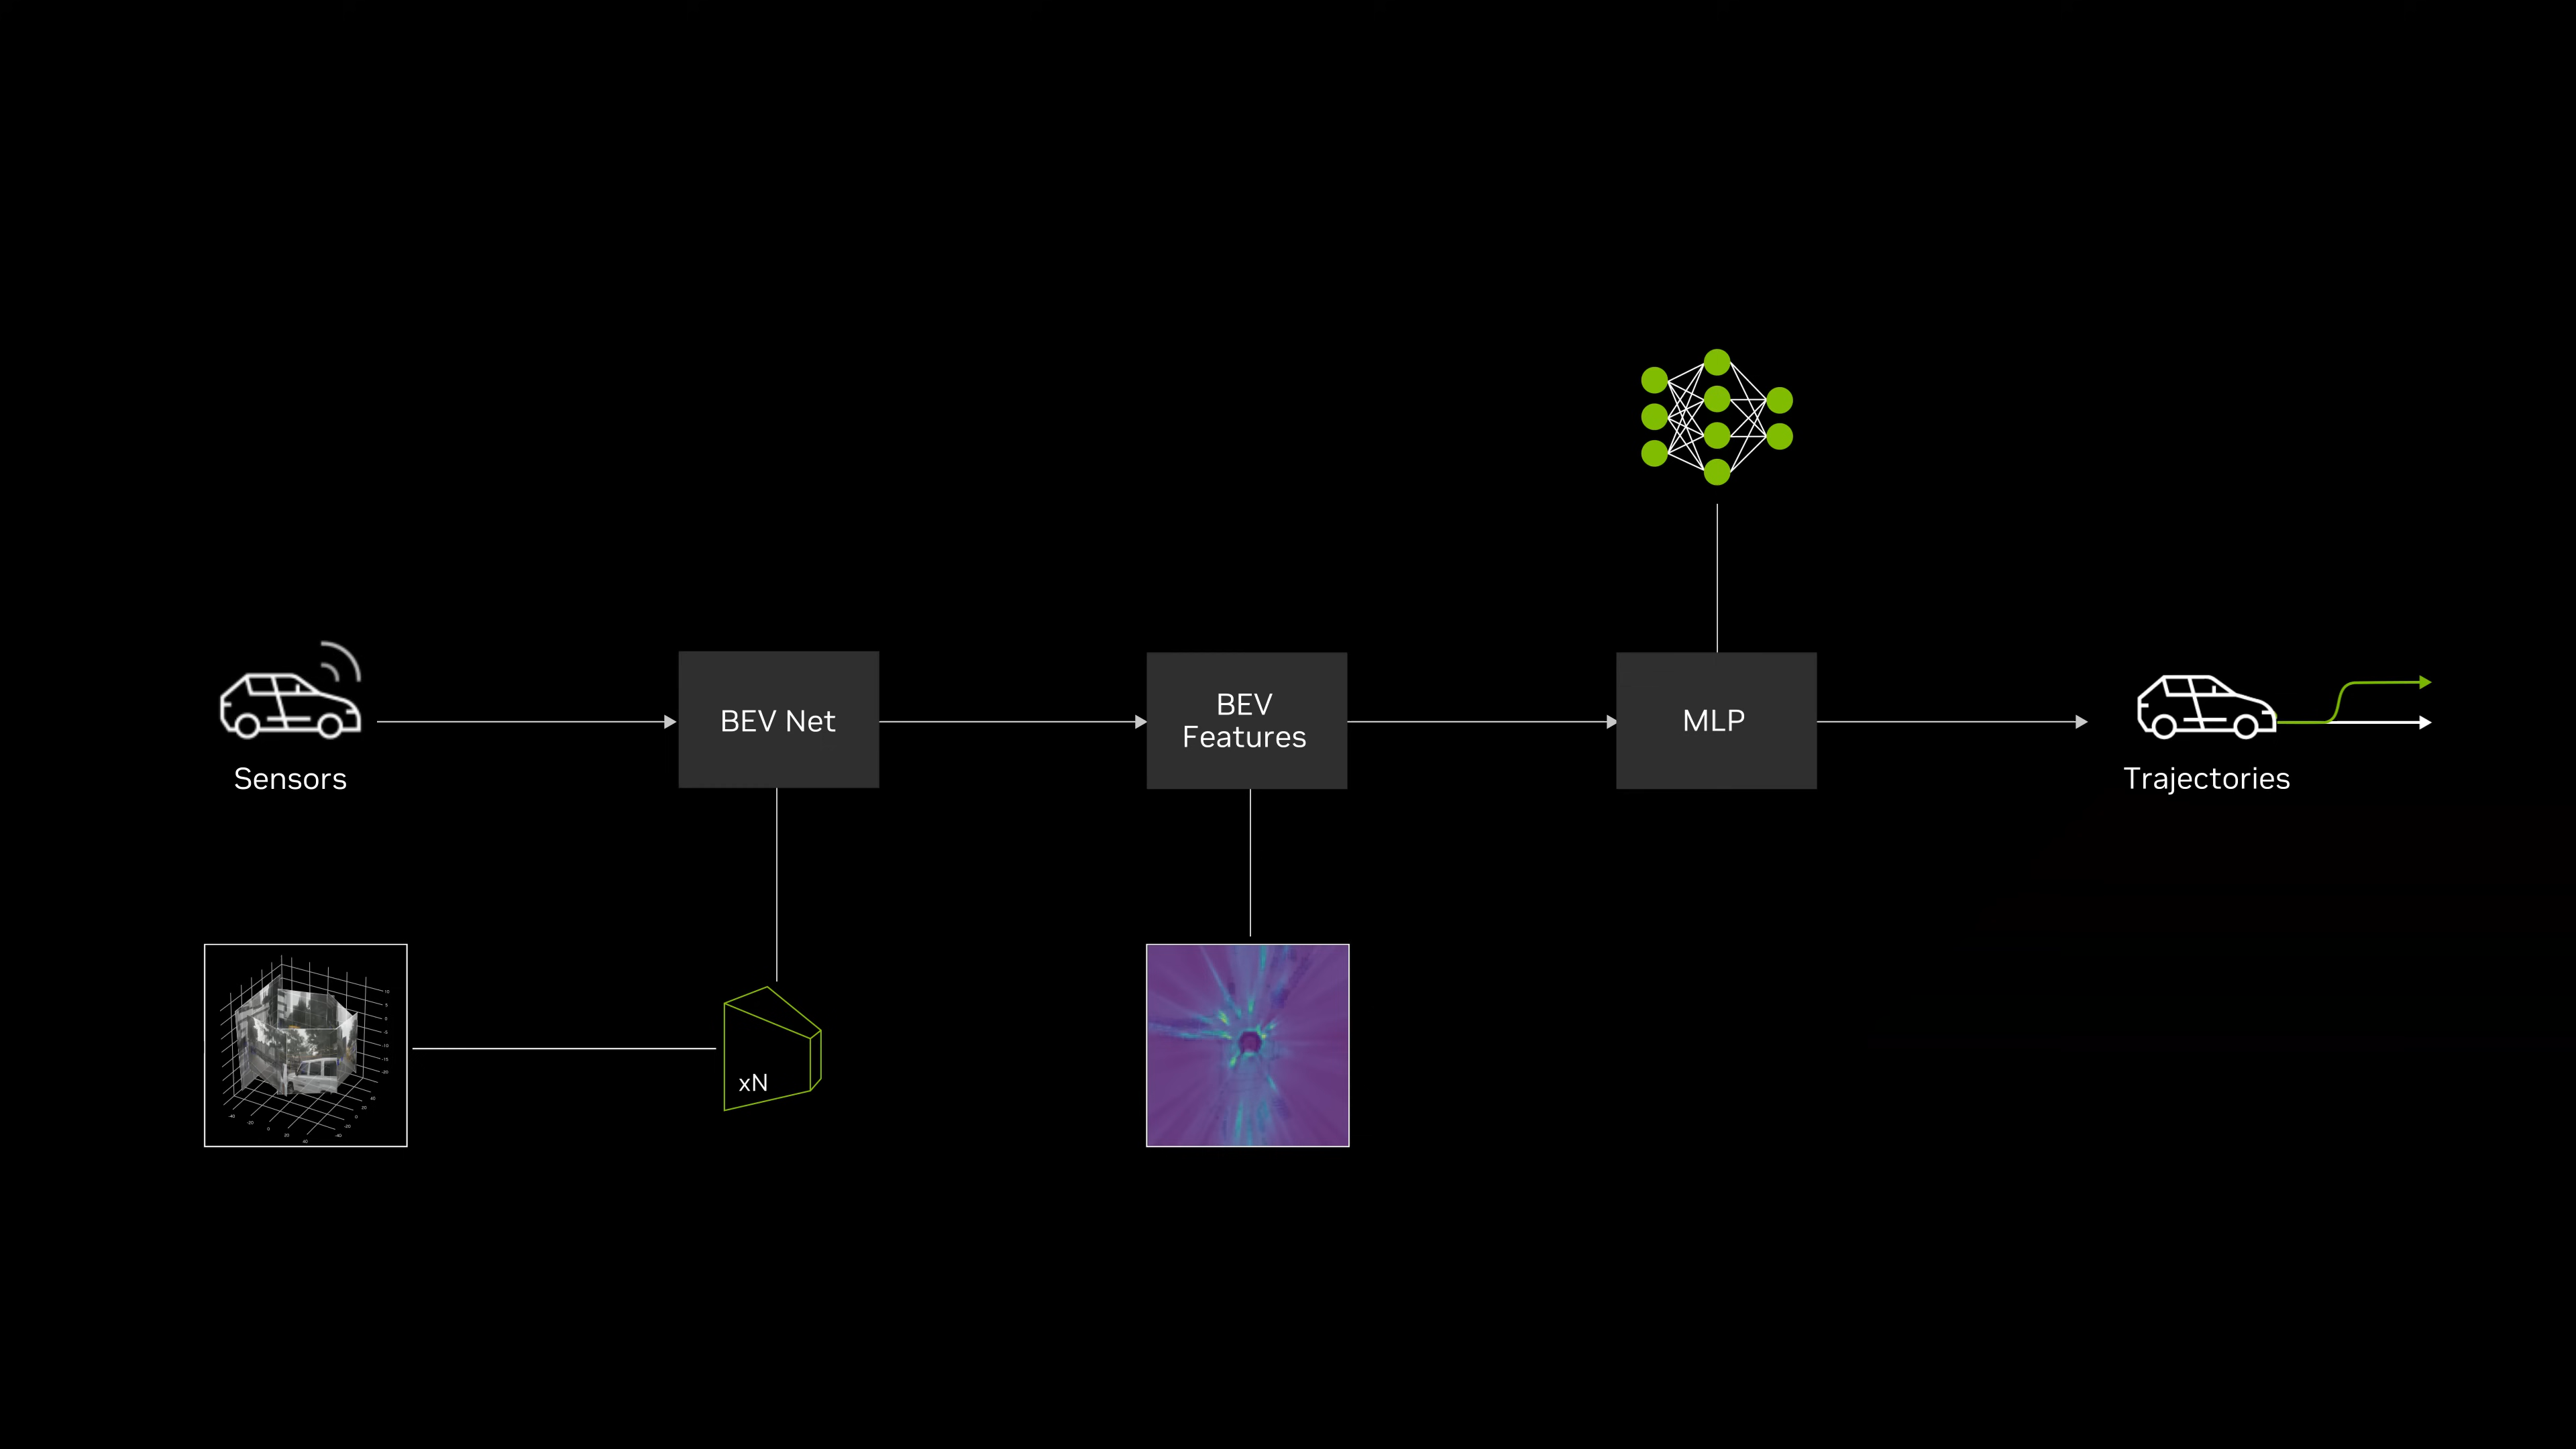 BEV Net
BEV
Features
MLP
Sensors
Trajectories
xN